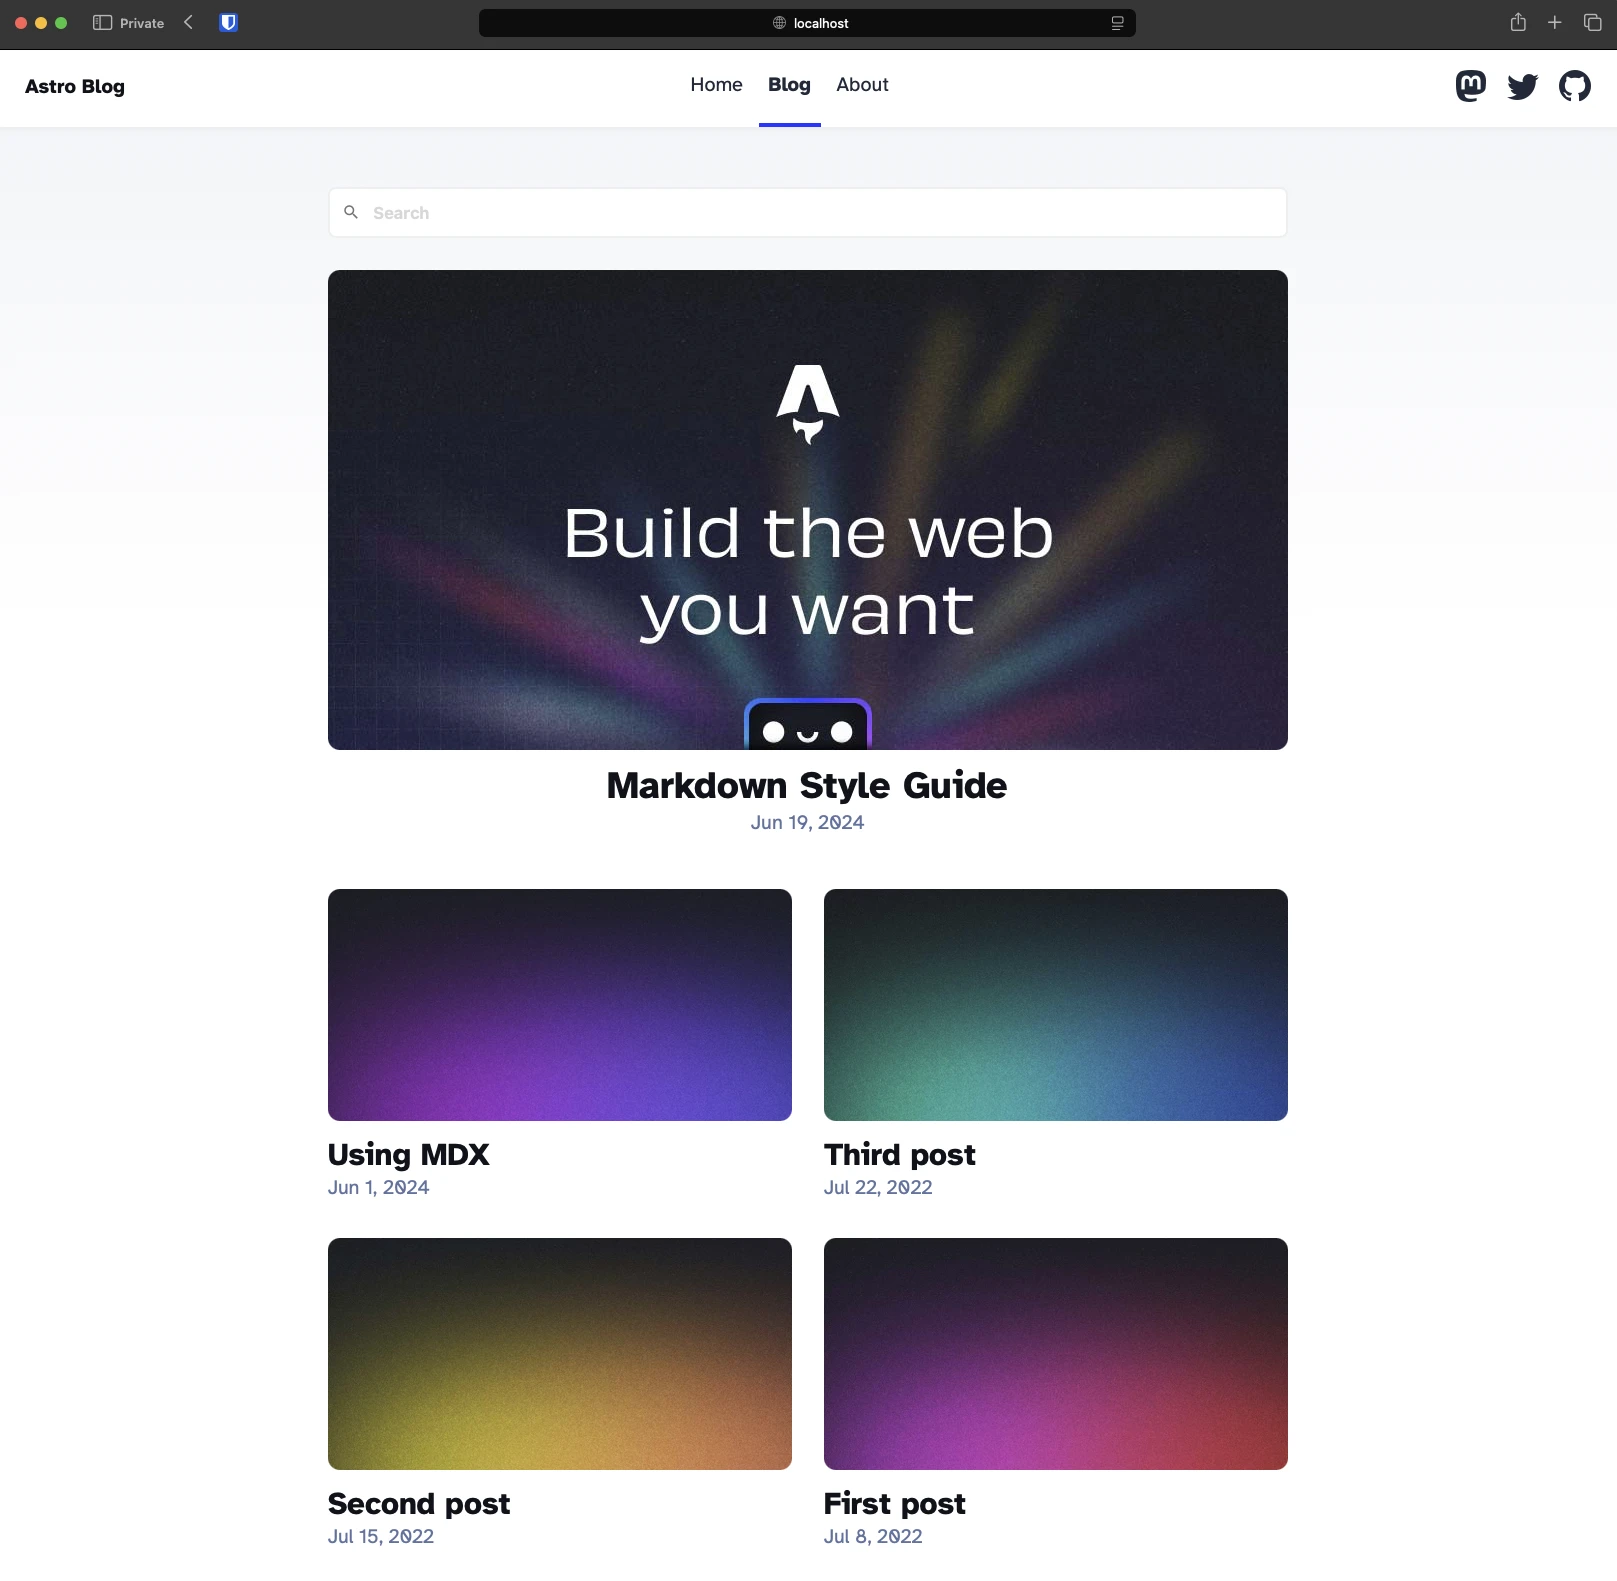 Private
localhost
Astro Blog
Home
Blog
About
Search
Build the web
you want
Markdown Style Guide
Jun 19, 2024
Using MDX
Jun 1, 2024
Third post
Jul 22, 2022
Second post
Jul 15, 2022
First post
Jul 8, 2022